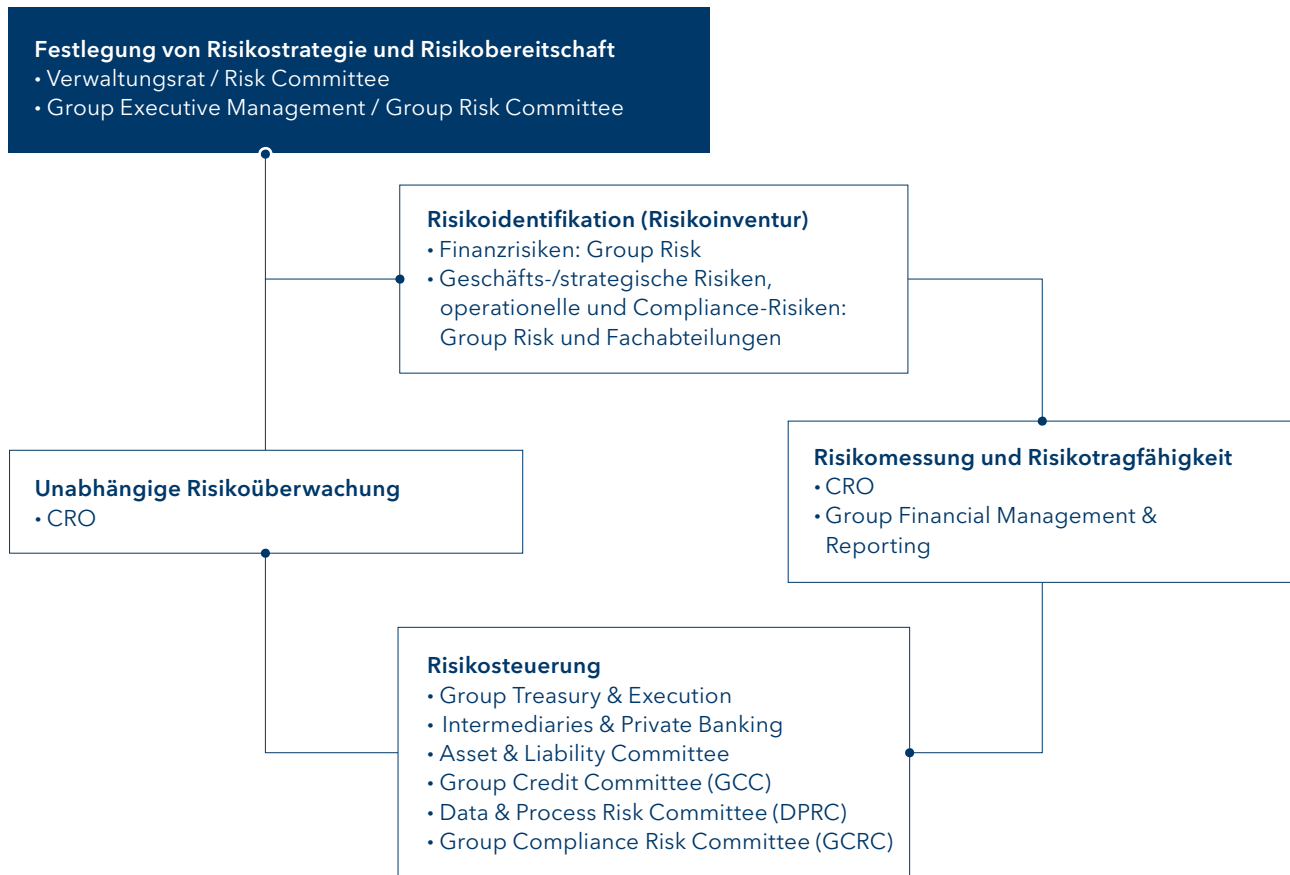 Festlegung von Risikostrategie und Risikobereitschaft
• Verwaltungsrat / Risk Committee
• Group Executive Management / Group Risk Committee
Risikoidentifikation (Risikoinventur)
• Finanzrisiken: Group Risk
• Geschäfts-/strategische Risiken,
operationelle und Compliance-Risiken:
Group Risk und Fachabteilungen
Unabhängige Risikoüberwachung
• CRO
Risikomessung und Risikotragfähigkeit
• CRO
• Group Financial Management &
Reporting
Risikosteuerung
• Group Treasury & Execution
• Intermediaries & Private Banking
• Asset & Liability Committee
• Group Credit Committee (GCC)
• Data & Process Risk Committee (DPRC)
• Group Compliance Risk Committee (GCRC)